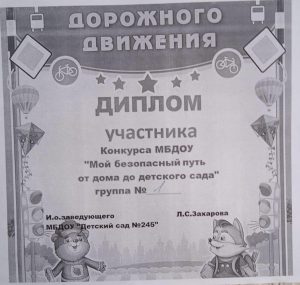 ДОРОЖНОГО
ДВИЖЕНИЯ
ДИПЛОМ
участника
Конкурса МБДОУ
"Мой безопасный путь
от дома до детского сада"
группа № 1
И.о.заведующего Л.С.Захарова
МБДОУ "Детский сад №245"